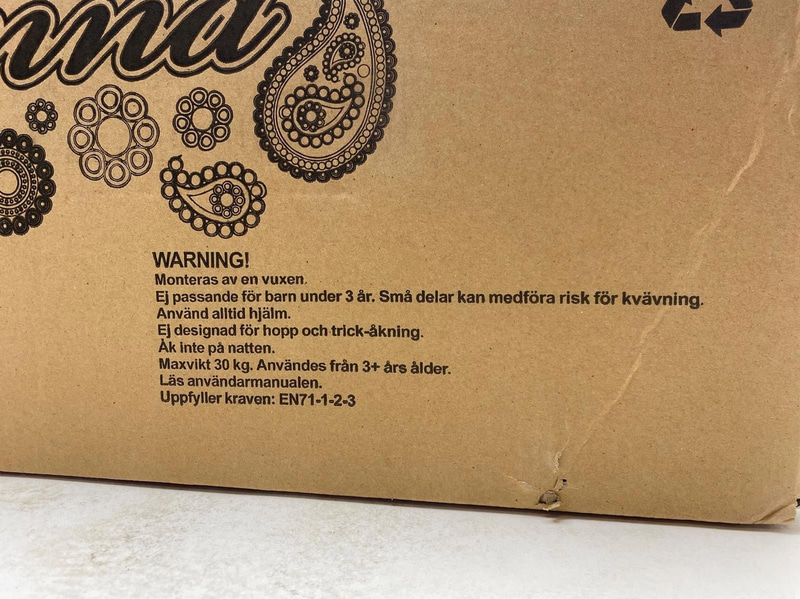 WARNING!
Monteras av en vuxen.
Ej passande för barn under 3 år. Små delar kan medföra risk för kvävning.
Använd alltid hjälm.
Ej designad för hopp och trick-åkning.
Åk inte på natten.
Maxvikt 30 kg. Användes från 3+ års ålder.
Läs användarmanualen.
Uppfyller kraven: EN71-1-2-3